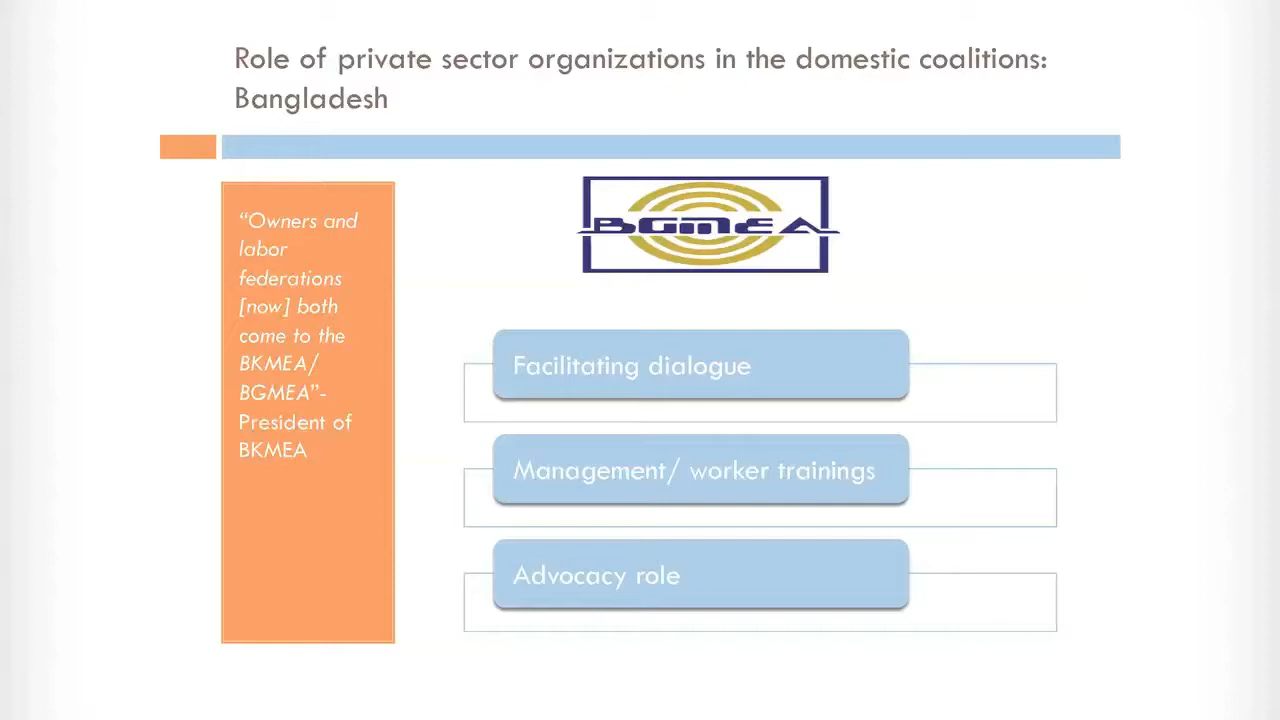 Role of private sector organizations in the domestic coalitions:
Bangladesh
“Owners and
labor
federations
[now] both
come to the
BKMEA/
BGMEA”-
President of
BKMEA
BGMEA
Facilitating dialogue
Management/ worker trainings
Advocacy role